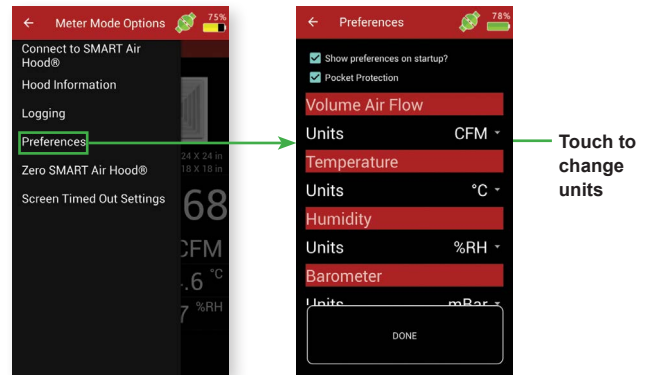 Meter Mode Options
75%
Connect to SMART Air
Hood®
Hood Information
Logging
Preferences
Zero SMART Air Hood®
Screen Timed Out Settings
24 X 24 in
18 X 18 in
68
CFM
.6 °C
7 %RH
Preferences
78%
Show preferences on startup?
Pocket Protection
Volume Air Flow
Units CFM
Temperature
Units °C
Humidity
Units %RH
Barometer
Units mBar
DONE
Touch to
change
units